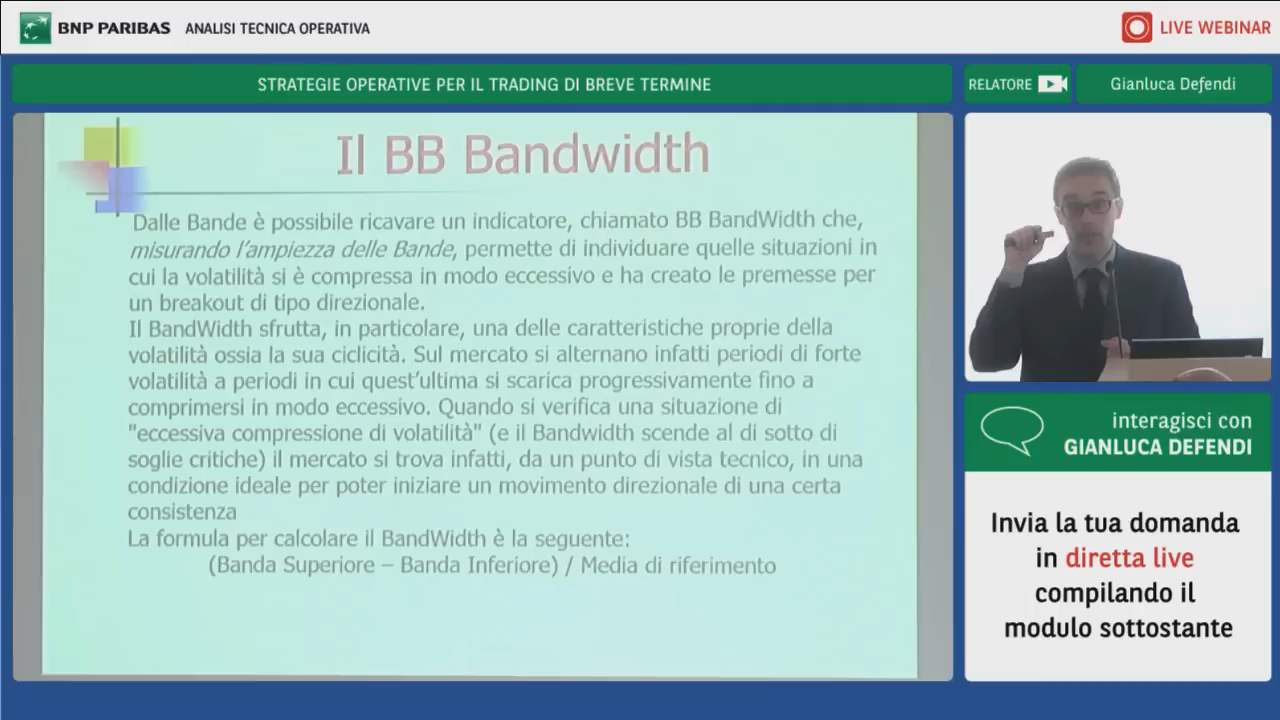 BNP PARIBAS ANALISI TECNICA OPERATIVA
LIVE WEBINAR
STRATEGIE OPERATIVE PER IL TRADING DI BREVE TERMINE
RELATORE
Gianluca Defendi
Il BB Bandwidth
Dalle Bande è possibile ricavare un indicatore, chiamato BB BandWidth che,
misurando l'ampiezza delle Bande, permette di individuare quelle situazioni in
cui la volatilità si è compressa in modo eccessivo e ha creato le premesse per
un breakout di tipo direzionale.
Il BandWidth sfrutta, in particolare, una delle caratteristiche proprie della
volatilità ossia la sua ciclicità. Sul mercato si alternano infatti periodi di forte
volatilità a periodi in cui quest'ultima si scarica progressivamente fino a
comprimersi in modo eccessivo. Quando si verifica una situazione di
"eccessiva compressione di volatilità" (e il Bandwidth scende al di sotto di
soglie critiche) il mercato si trova infatti, da un punto di vista tecnico, in una
condizione ideale per poter iniziare un movimento direzionale di una certa
consistenza
La formula per calcolare il BandWidth è la seguente:
(Banda Superiore – Banda Inferiore) / Media di riferimento
interagisci con
GIANLUCA DEFENDI
Invia la tua domanda
in diretta live
compilando il
modulo sottostante